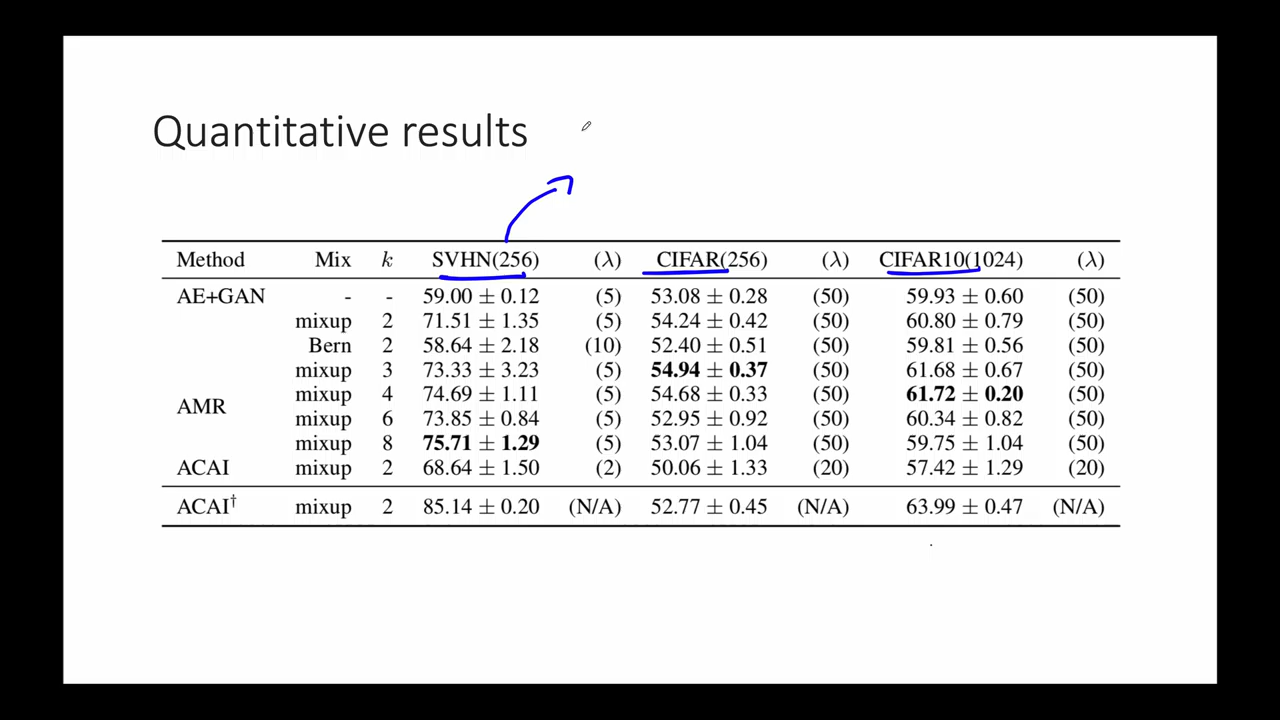 Quantitative results
Method Mix k SVHN(256) (λ) CIFAR(256) (λ) CIFAR10(1024) (λ)
AE+GAN - - 59.00 ± 0.12 (5) 53.08 ± 0.28 (50) 59.93 ± 0.60 (50)
mixup 2 71.51 ± 1.35 (5) 54.24 ± 0.42 (50) 60.80 ± 0.79 (50)
Bern 2 58.64 ± 2.18 (10) 52.40 ± 0.51 (50) 59.81 ± 0.56 (50)
mixup 3 73.33 ± 3.23 (5) 54.94 ± 0.37 (50) 61.68 ± 0.67 (50)
AMR mixup 4 74.69 ± 1.11 (5) 54.68 ± 0.33 (50) 61.72 ± 0.20 (50)
mixup 6 73.85 ± 0.84 (5) 52.95 ± 0.92 (50) 60.34 ± 0.82 (50)
mixup 8 75.71 ± 1.29 (5) 53.07 ± 1.04 (50) 59.75 ± 1.04 (50)
ACAI mixup 2 68.64 ± 1.50 (2) 50.06 ± 1.33 (20) 57.42 ± 1.29 (20)
ACAI† mixup 2 85.14 ± 0.20 (N/A) 52.77 ± 0.45 (N/A) 63.99 ± 0.47 (N/A)